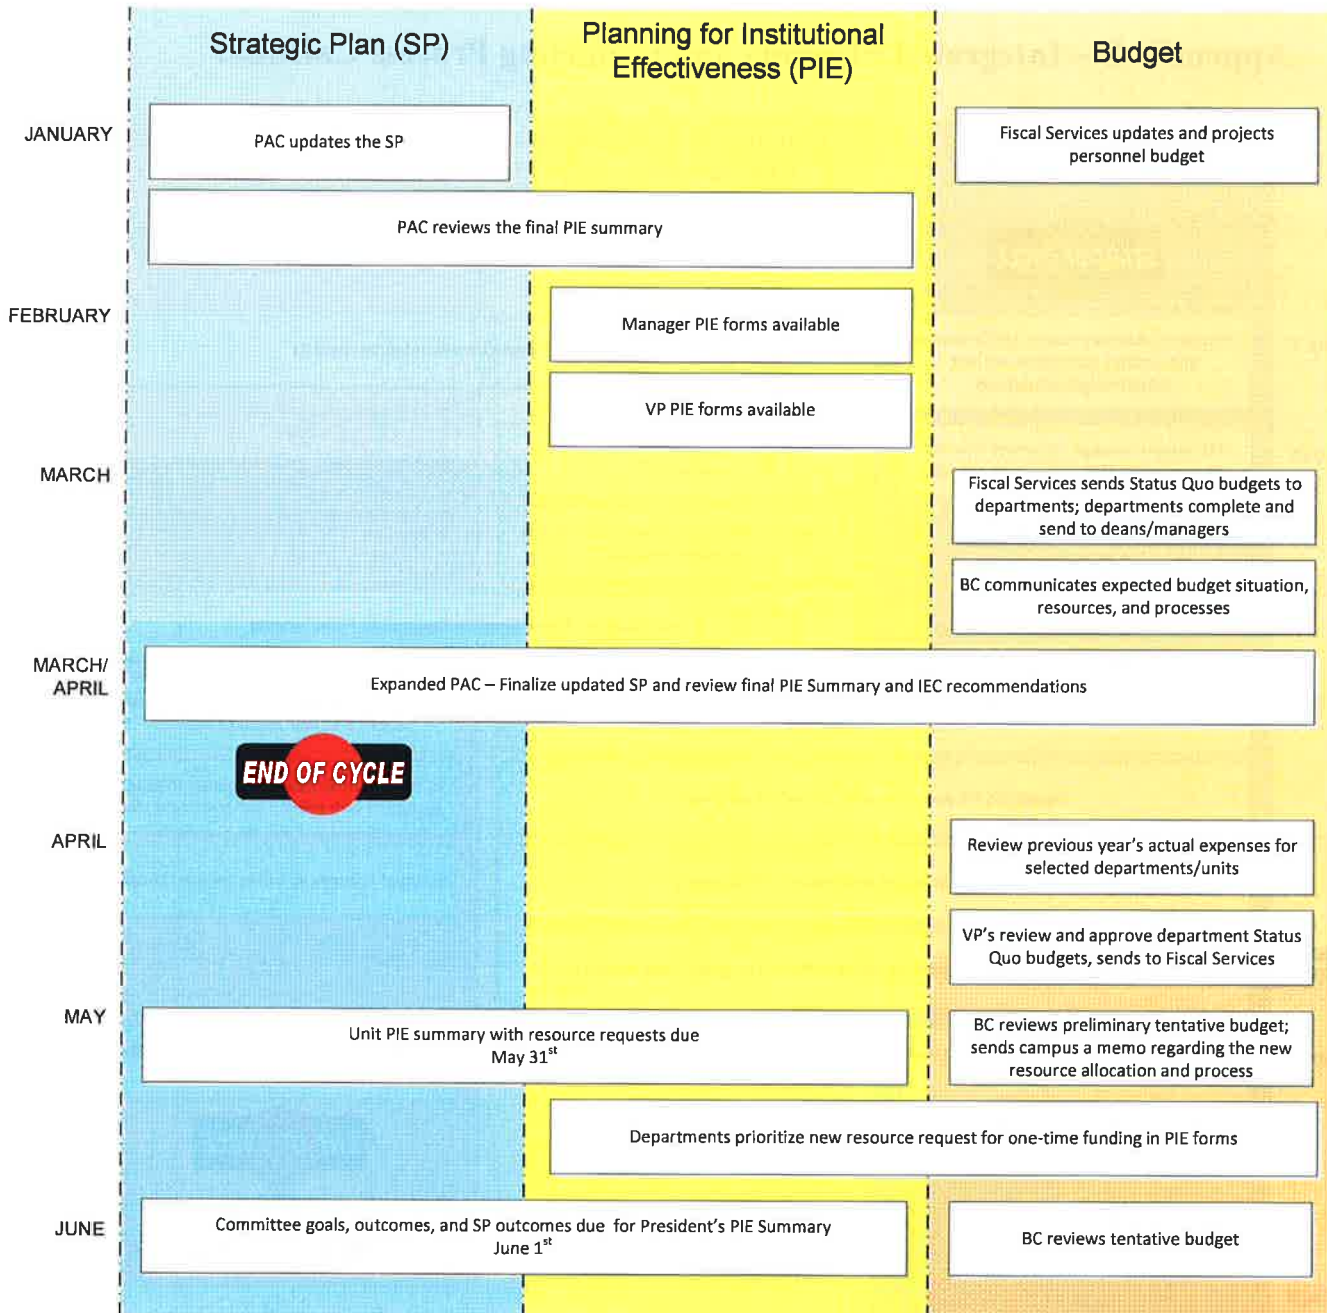 Strategic Plan (SP)
Planning for Institutional
Effectiveness (PIE)
Budget
JANUARY
PAC updates the SP
Fiscal Services updates and projects
personnel budget
PAC reviews the final PIE summary
FEBRUARY
Manager PIE forms available
VP PIE forms available
MARCH
Fiscal Services sends Status Quo budgets to
departments; departments complete and
send to deans/managers
BC communicates expected budget situation,
resources, and processes
MARCH/
APRIL
Expanded PAC – Finalize updated SP and review final PIE Summary and IEC recommendations
END OF CYCLE
APRIL
Review previous year's actual expenses for
selected departments/units
VP's review and approve department Status
Quo budgets, sends to Fiscal Services
MAY
Unit PIE summary with resource requests due
May 31st
BC reviews preliminary tentative budget;
sends campus a memo regarding the new
resource allocation and process
Departments prioritize new resource request for one-time funding in PIE forms
JUNE
Committee goals, outcomes, and SP outcomes due for President's PIE Summary
June 1st
BC reviews tentative budget